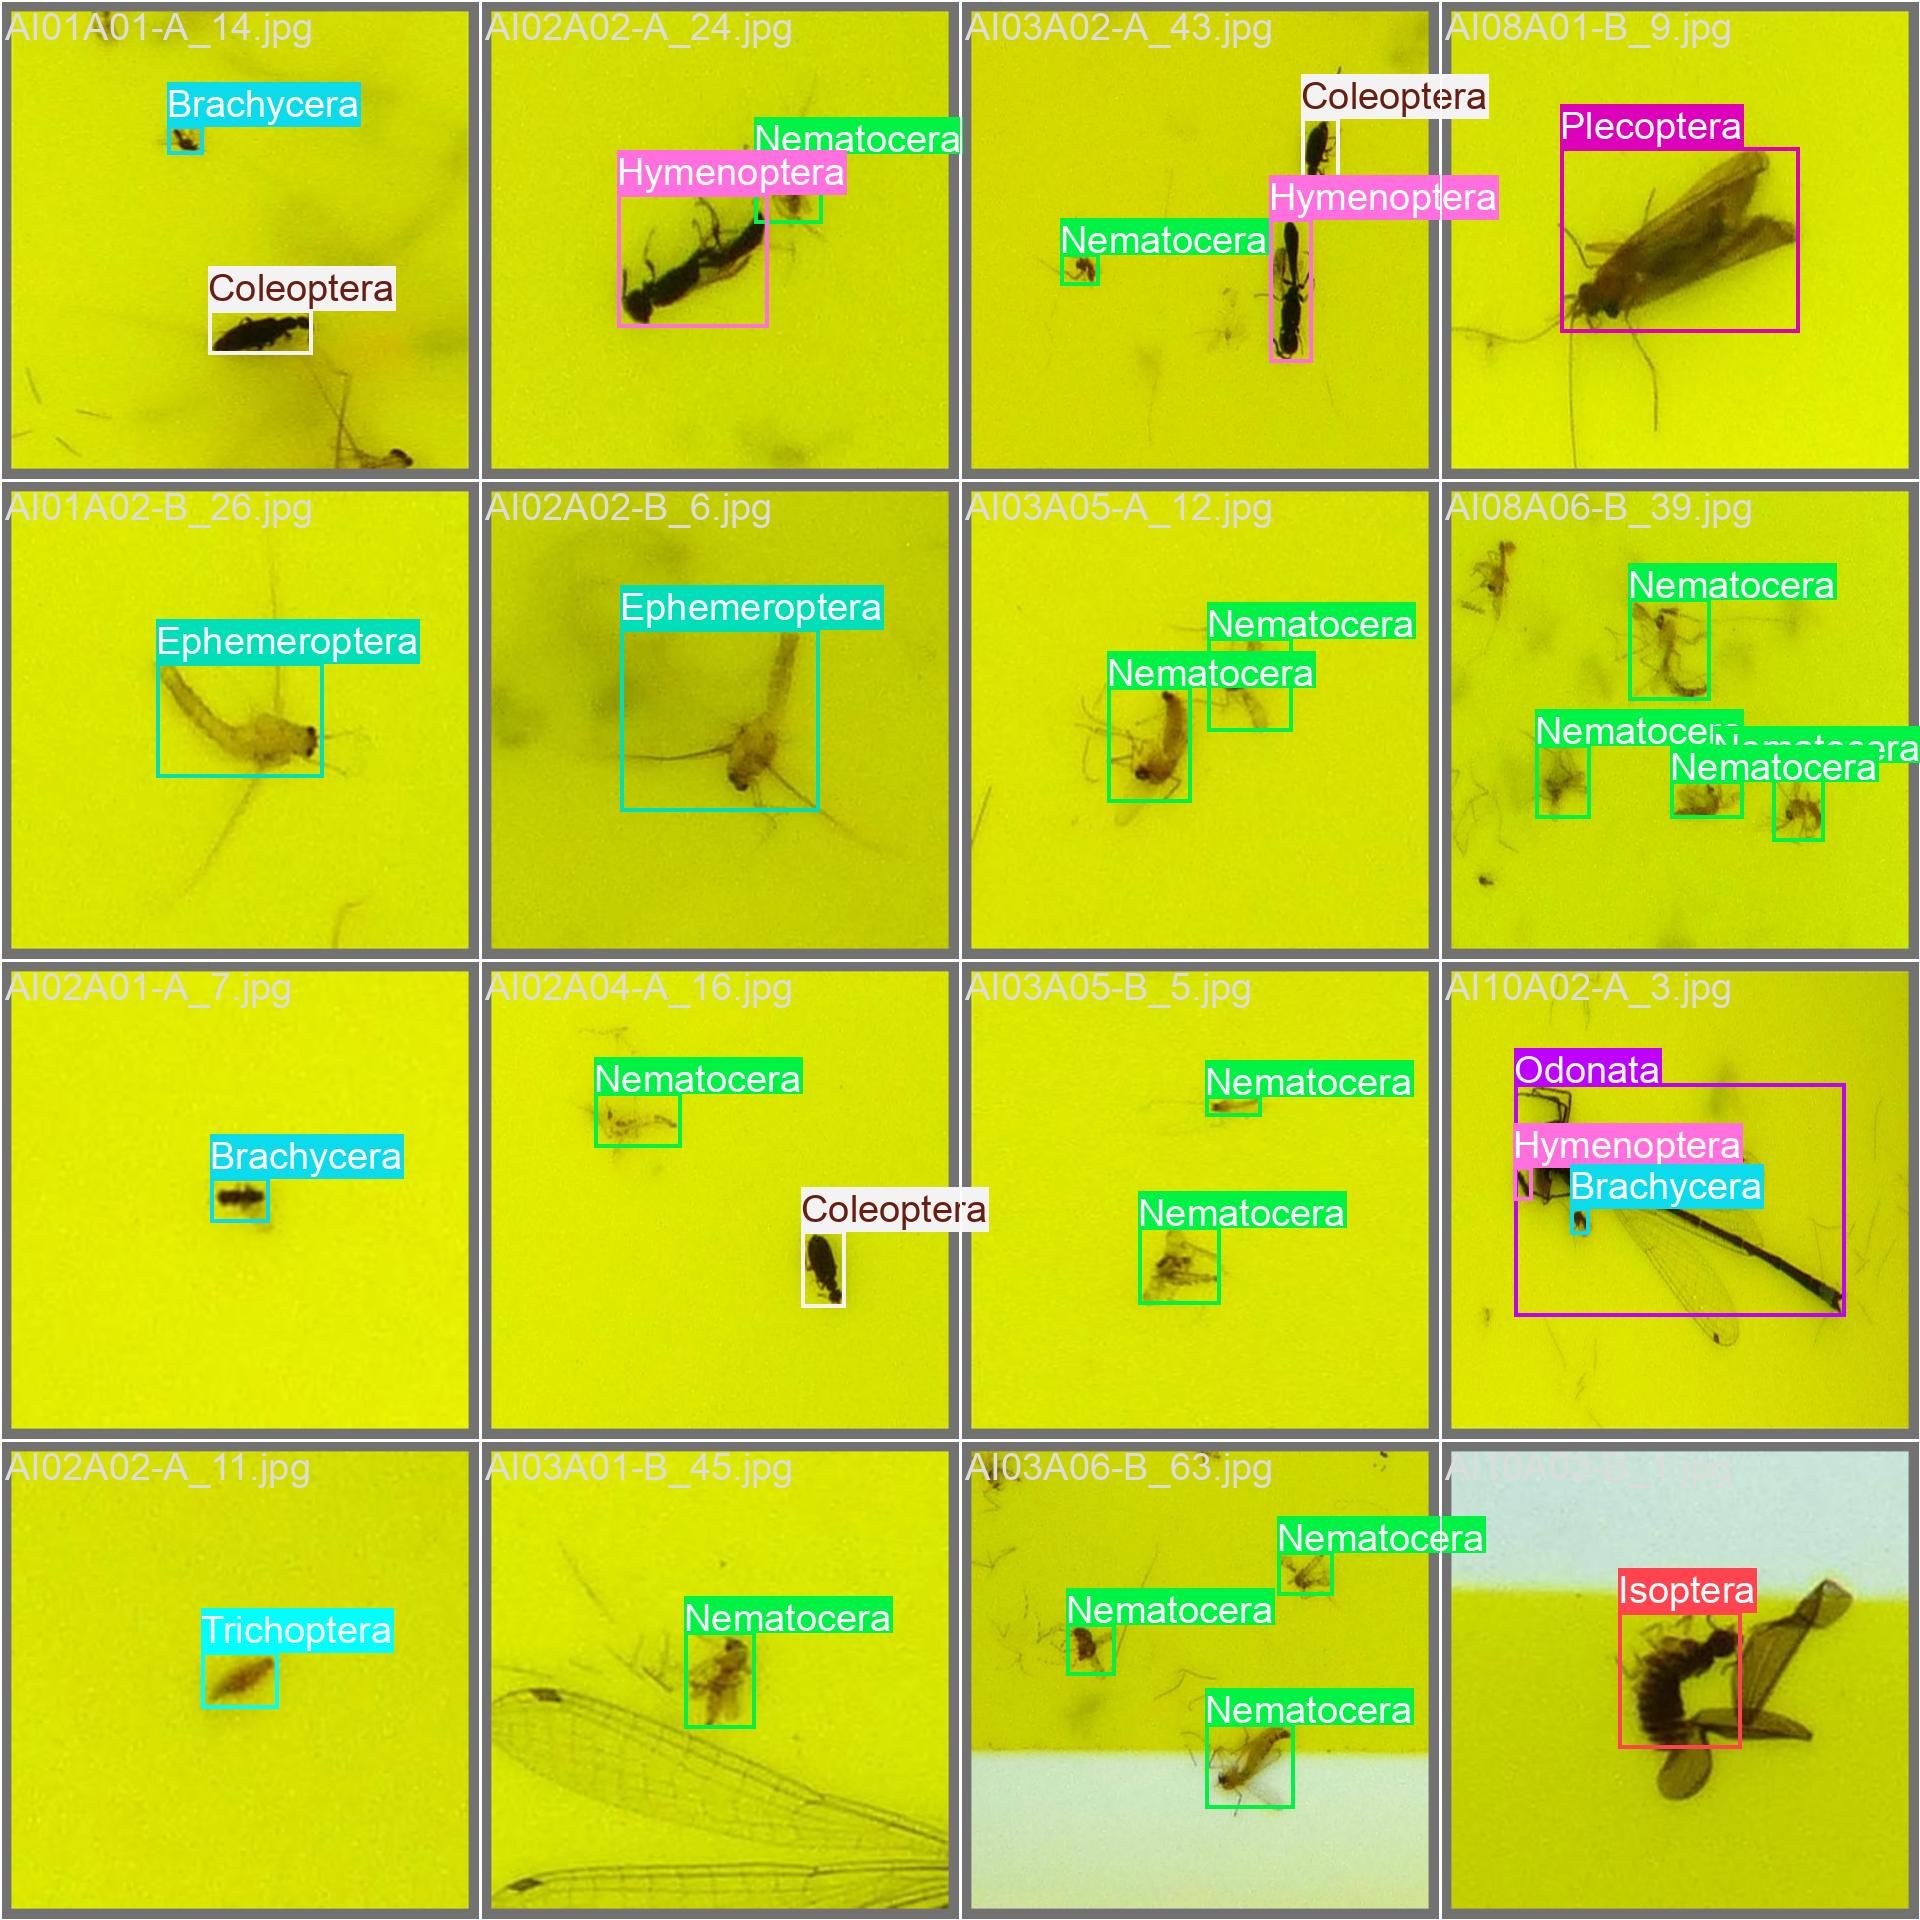 AI01A01-A_14.jpg
Brachycera
Coleoptera
AI02A02-A_24.jpg
Nematocera
Hymenoptera
AI03A02-A_43.jpg
Coleoptera
Hymenoptera
Nematocera
AI08A01-B_9.jpg
Plecoptera
AI01A02-B_26.jpg
Ephemeroptera
AI02A02-B_6.jpg
Ephemeroptera
AI03A05-A_12.jpg
Nematocera
Nematocera
AI08A06-B_39.jpg
Nematocera
Nematocera
Nematocera
Nematocera
AI02A01-A_7.jpg
Brachycera
AI02A04-A_16.jpg
Nematocera
Coleoptera
AI03A05-B_5.jpg
Nematocera
Nematocera
AI10A02-A_3.jpg
Odonata
Hymenoptera
Brachycera
AI02A02-A_11.jpg
Trichoptera
AI03A01-B_45.jpg
Nematocera
AI03A06-B_63.jpg
Nematocera
Nematocera
Nematocera
Isoptera